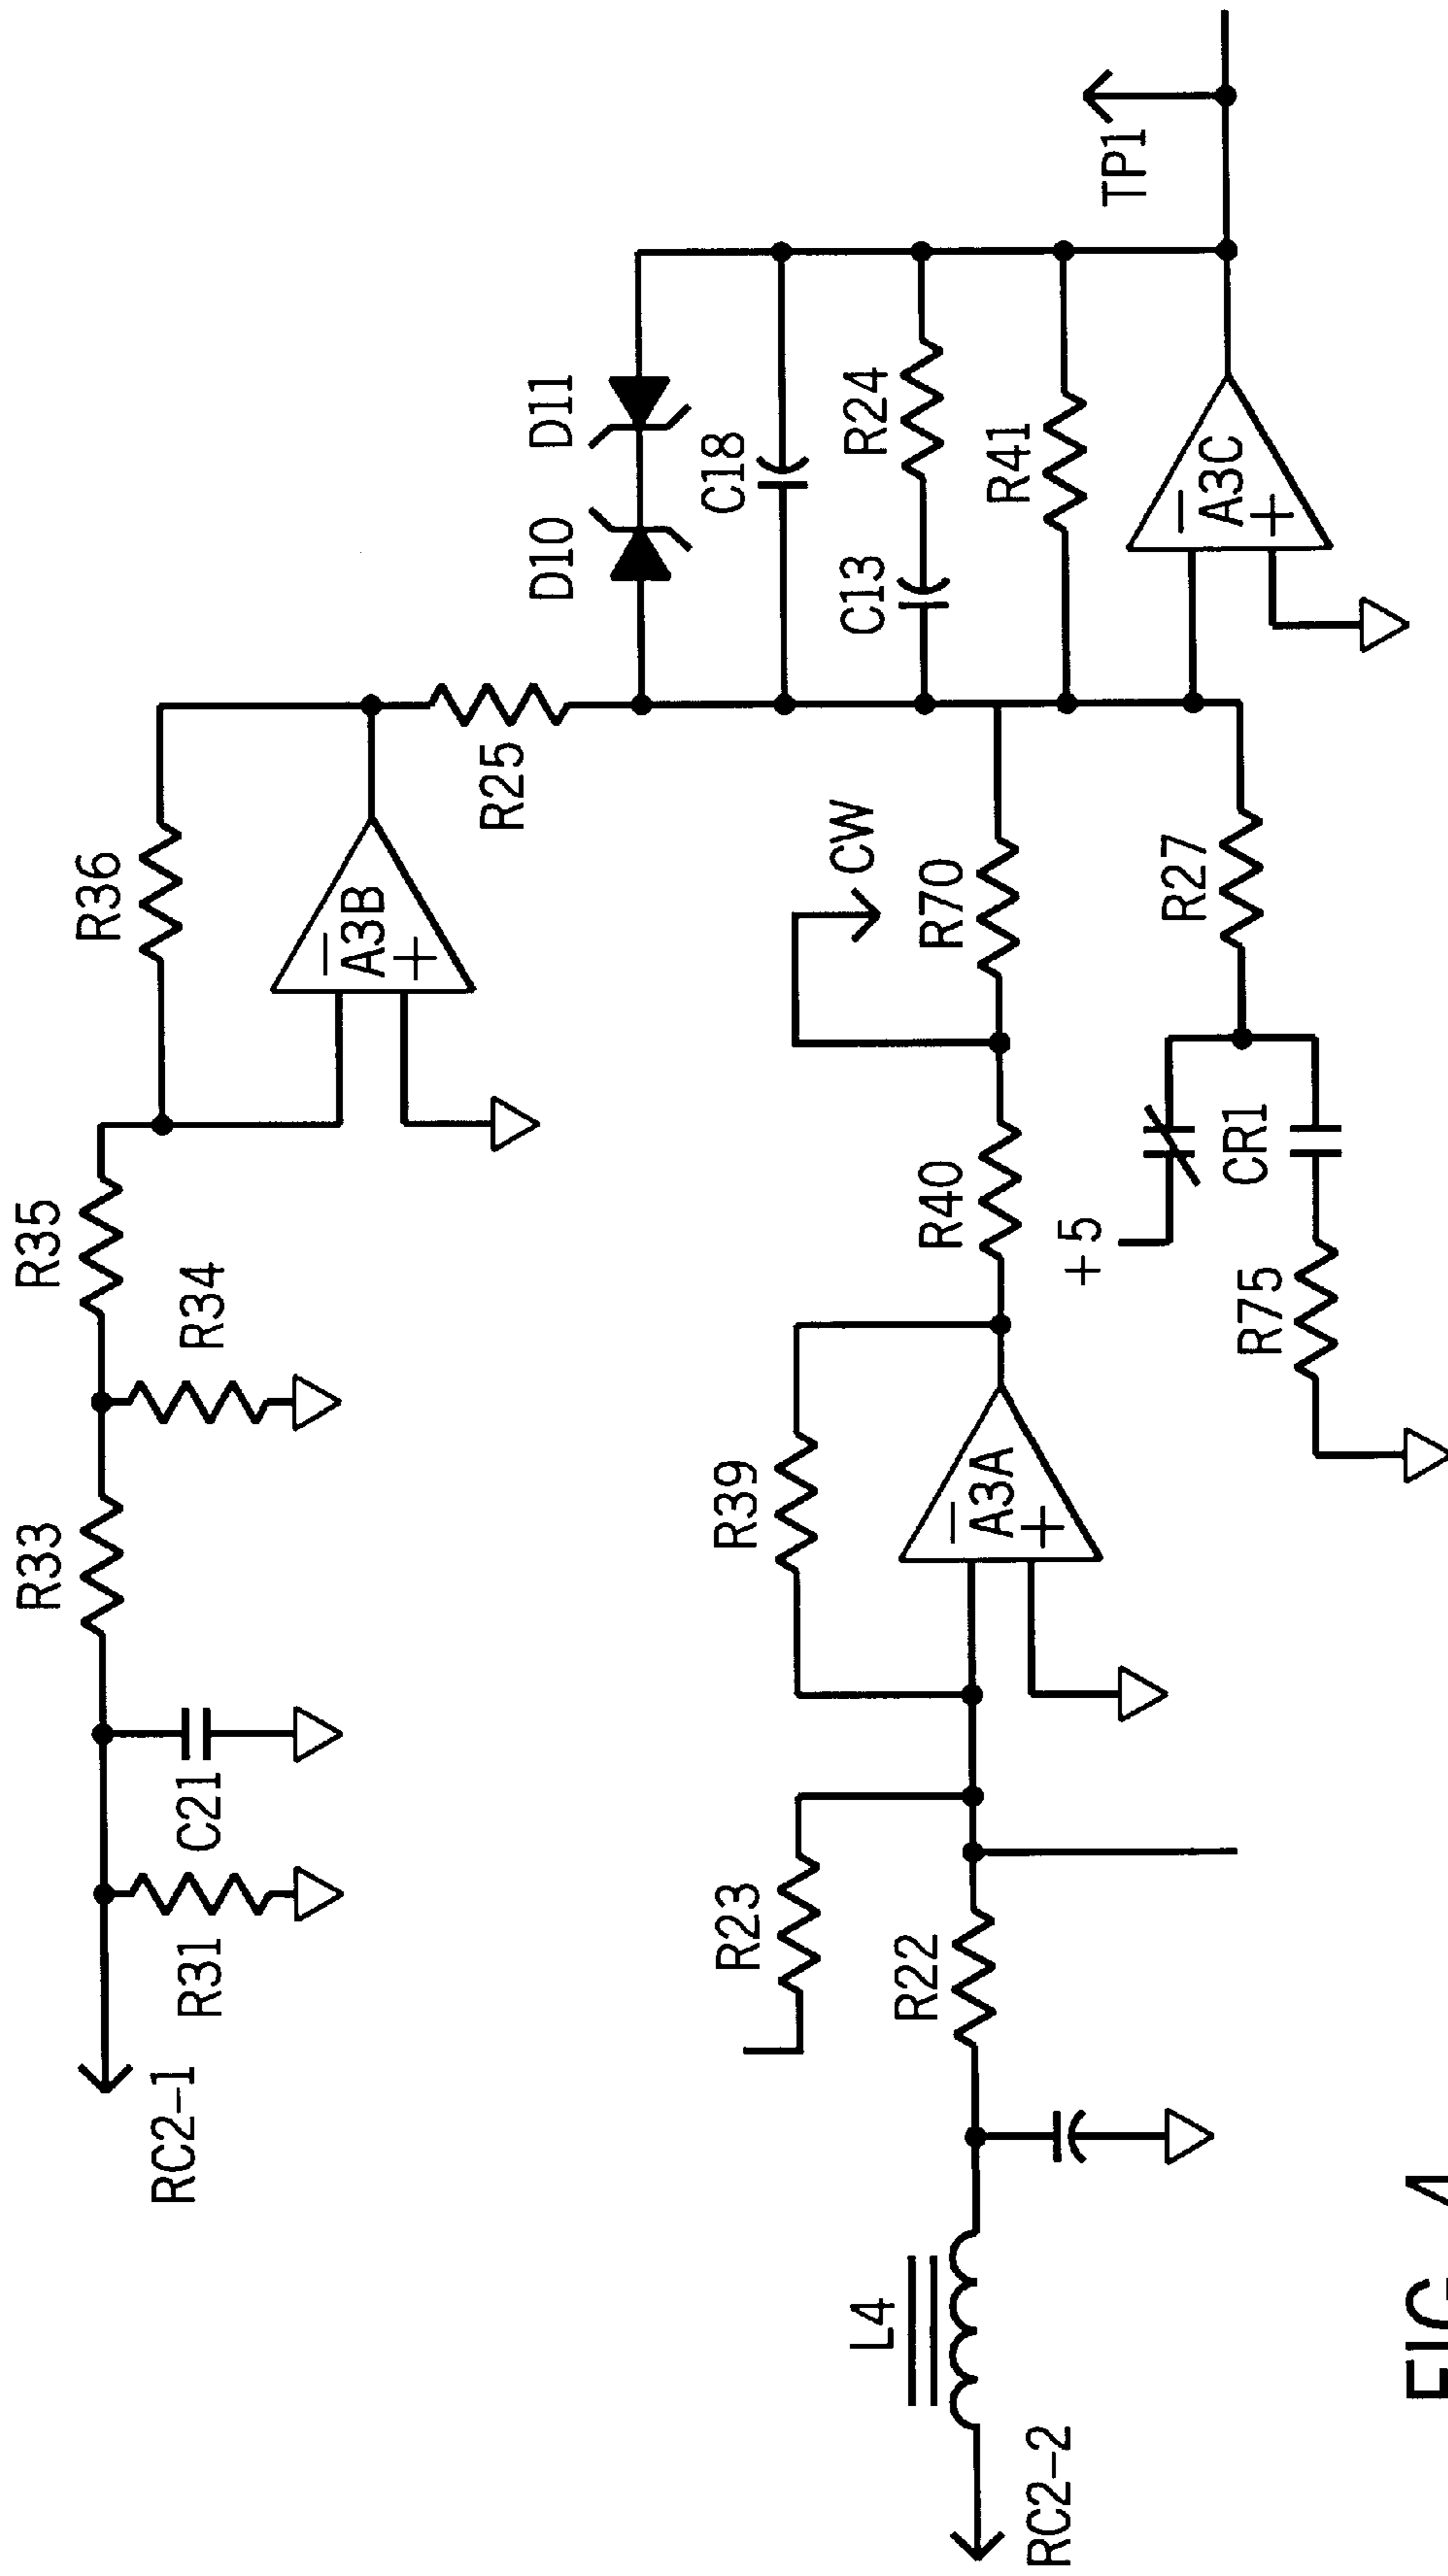 RC2-1
R31
C21
R33
R34
R35
R36
−
A3B
+
R25
D10
D11
C18
C13
R24
R41
−
A3C
+
TP1
RC2-2
L4
R22
R23
R39
−
A3A
+
R40
CW
R70
+5
CR1
R75
R27
FIG. 4